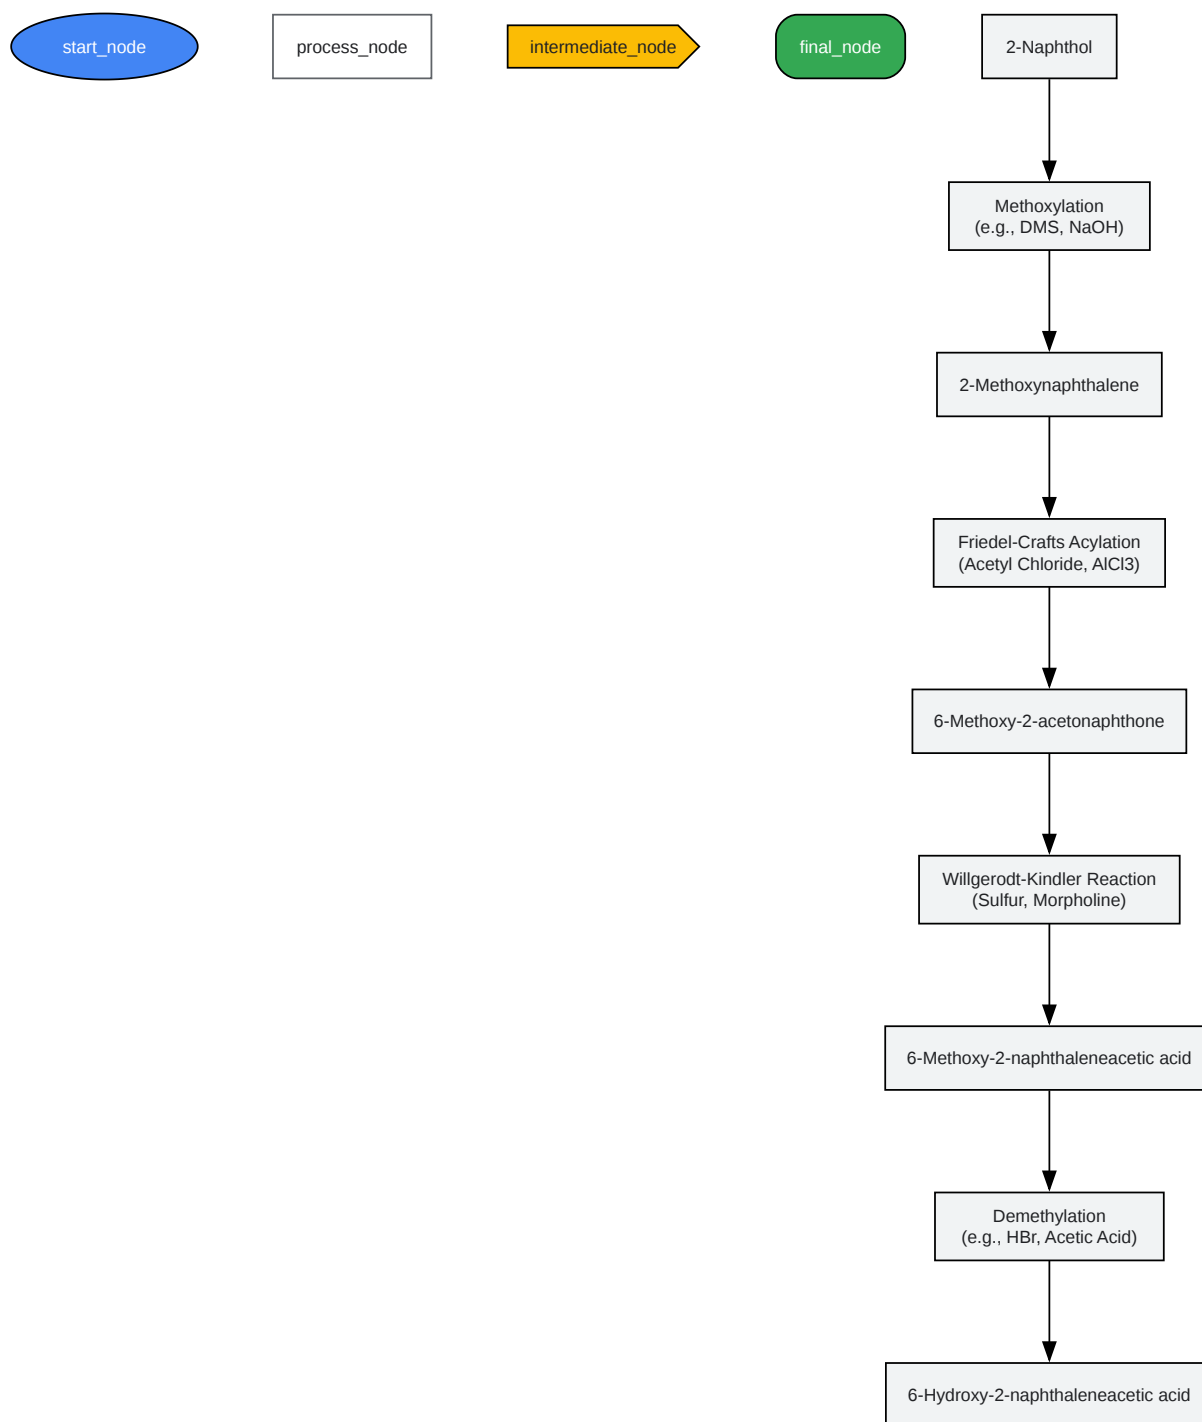 start_node
process_node
intermediate_node
final_node
2-Naphthol
Methoxylation
(e.g., DMS, NaOH)
2-Methoxynaphthalene
Friedel-Crafts Acylation
(Acetyl Chloride, AlCl3)
6-Methoxy-2-acetonaphthone
Willgerodt-Kindler Reaction
(Sulfur, Morpholine)
6-Methoxy-2-naphthaleneacetic acid
Demethylation
(e.g., HBr, Acetic Acid)
6-Hydroxy-2-naphthaleneacetic acid